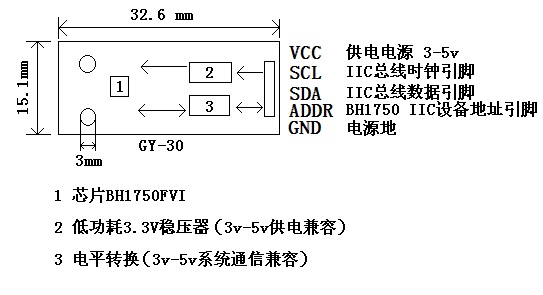 32.6 mm
15.1mm
1
2
3
VCC 供电电源 3-5v
SCL IIC总线时钟引脚
SDA IIC总线数据引脚
ADDR BH1750 IIC设备地址引脚
GND 电源地
GY-30
3mm
1 芯片BH1750FVI
2 低功耗3.3V稳压器(3v-5v供电兼容)
3 电平转换(3v-5v系统通信兼容)